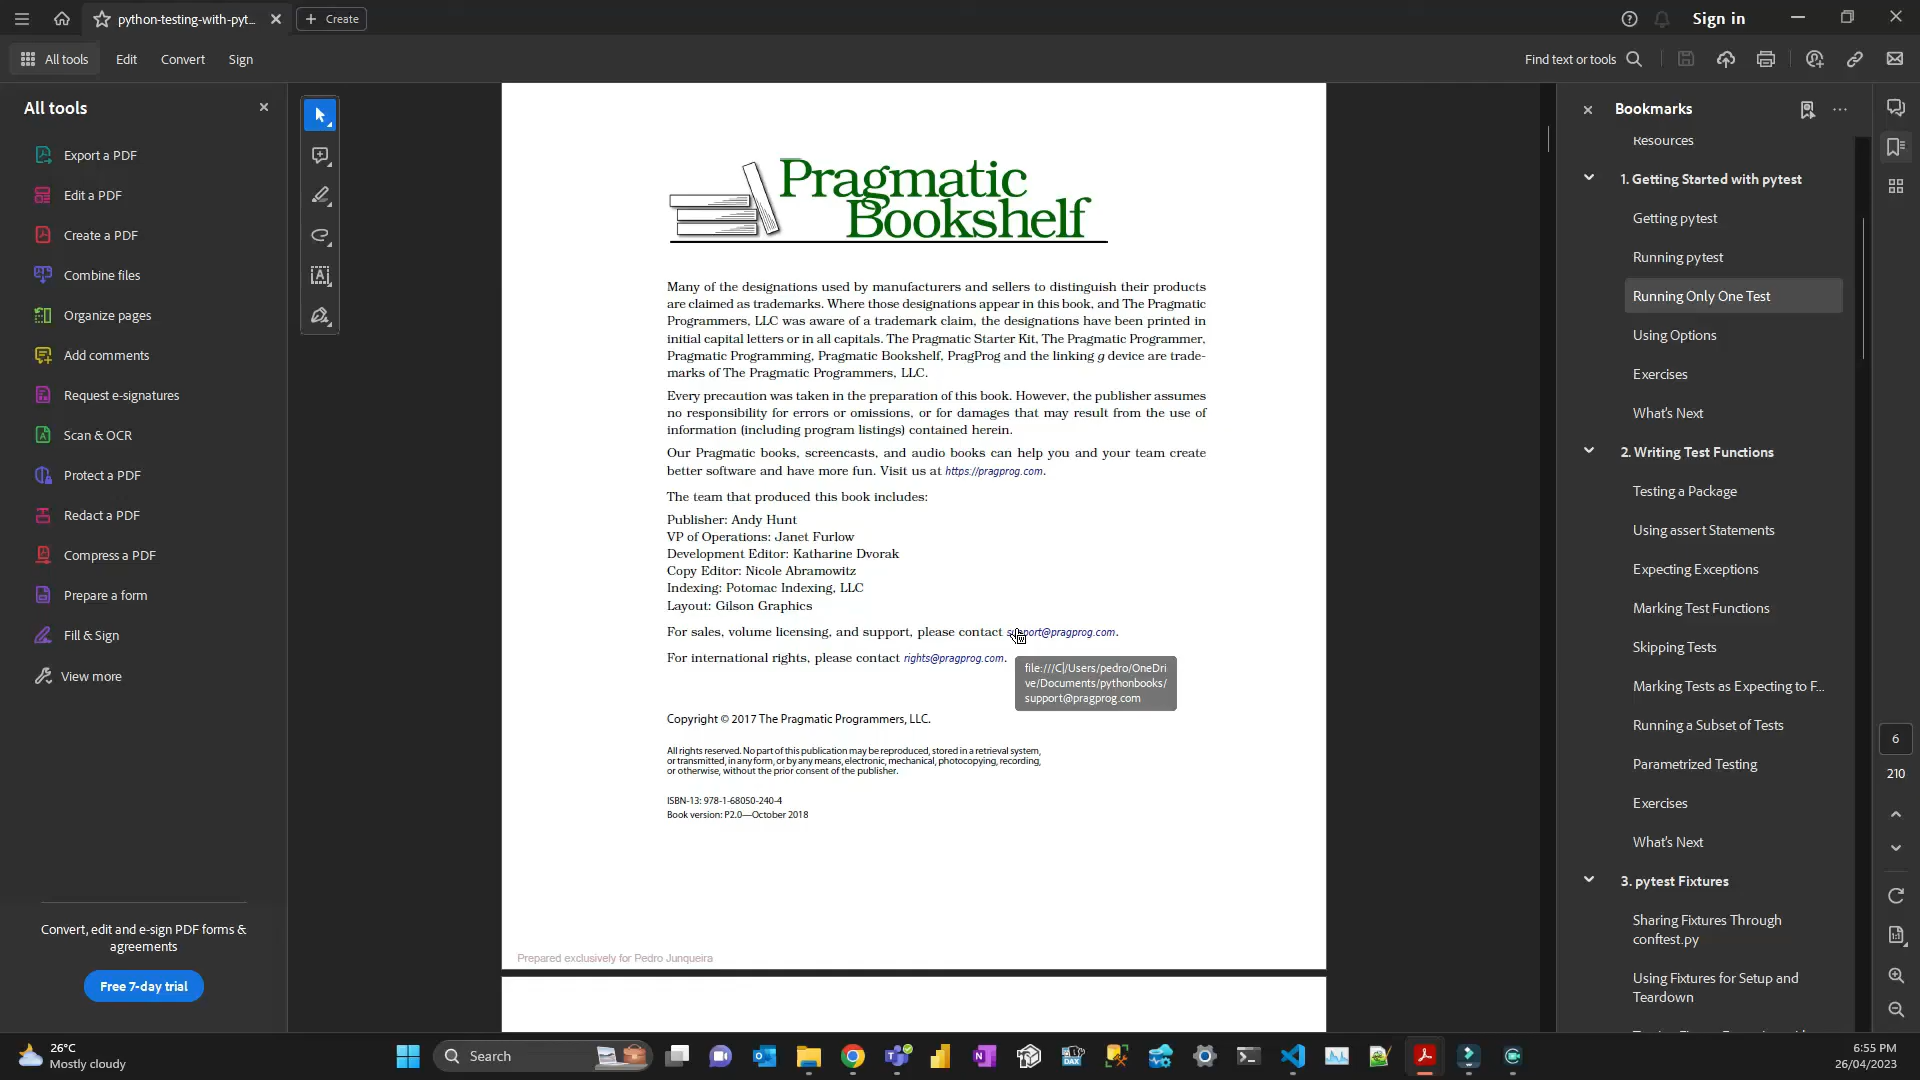 python-testing-with-pyt...
Create
Sign in
All tools
Edit
Convert
Sign
Find text or tools
All tools
Export a PDF
Edit a PDF
Create a PDF
Combine files
Organize pages
Add comments
Request e-signatures
Scan & OCR
Protect a PDF
Redact a PDF
Compress a PDF
Prepare a form
Fill & Sign
View more
Convert, edit and e-sign PDF forms &
agreements
Free 7-day trial
Pragmatic
Bookshelf
Many of the designations used by manufacturers and sellers to distinguish their products
are claimed as trademarks. Where those designations appear in this book, and The Pragmatic
Programmers, LLC was aware of a trademark claim, the designations have been printed in
initial capital letters or in all capitals. The Pragmatic Starter Kit, The Pragmatic Programmer,
Pragmatic Programming, Pragmatic Bookshelf, PragProg and the linking g device are trade-
marks of The Pragmatic Programmers, LLC.
Every precaution was taken in the preparation of this book. However, the publisher assumes
no responsibility for errors or omissions, or for damages that may result from the use of
information (including program listings) contained herein.
Our Pragmatic books, screencasts, and audio books can help you and your team create
better software and have more fun. Visit us at https://pragprog.com.
The team that produced this book includes:
Publisher: Andy Hunt
VP of Operations: Janet Furlow
Development Editor: Katharine Dvorak
Copy Editor: Nicole Abramowitz
Indexing: Potomac Indexing, LLC
Layout: Gilson Graphics
For sales, volume licensing, and support, please contact support@pragprog.com.
For international rights, please contact rights@pragprog.com.
file:///C|/Users/pedro/OneDri
ve/Documents/pythonbooks/
support@pragprog.com
Copyright © 2017 The Pragmatic Programmers, LLC.
All rights reserved. No part of this publication may be reproduced, stored in a retrieval system,
or transmitted, in any form, or by any means, electronic, mechanical, photocopying, recording,
or otherwise, without the prior consent of the publisher.
ISBN-13: 978-1-68050-240-4
Book version: P2.0—October 2018
Prepared exclusively for Pedro Junqueira
Bookmarks
Resources
1. Getting Started with pytest
Getting pytest
Running pytest
Running Only One Test
Using Options
Exercises
What's Next
2. Writing Test Functions
Testing a Package
Using assert Statements
Expecting Exceptions
Marking Test Functions
Skipping Tests
Marking Tests as Expecting to F...
Running a Subset of Tests
Parametrized Testing
Exercises
What's Next
3. pytest Fixtures
Sharing Fixtures Through
conftest.py
Using Fixtures for Setup and
Teardown
6
210
26°C
Mostly cloudy
Search
DAX
6:55 PM
26/04/2023